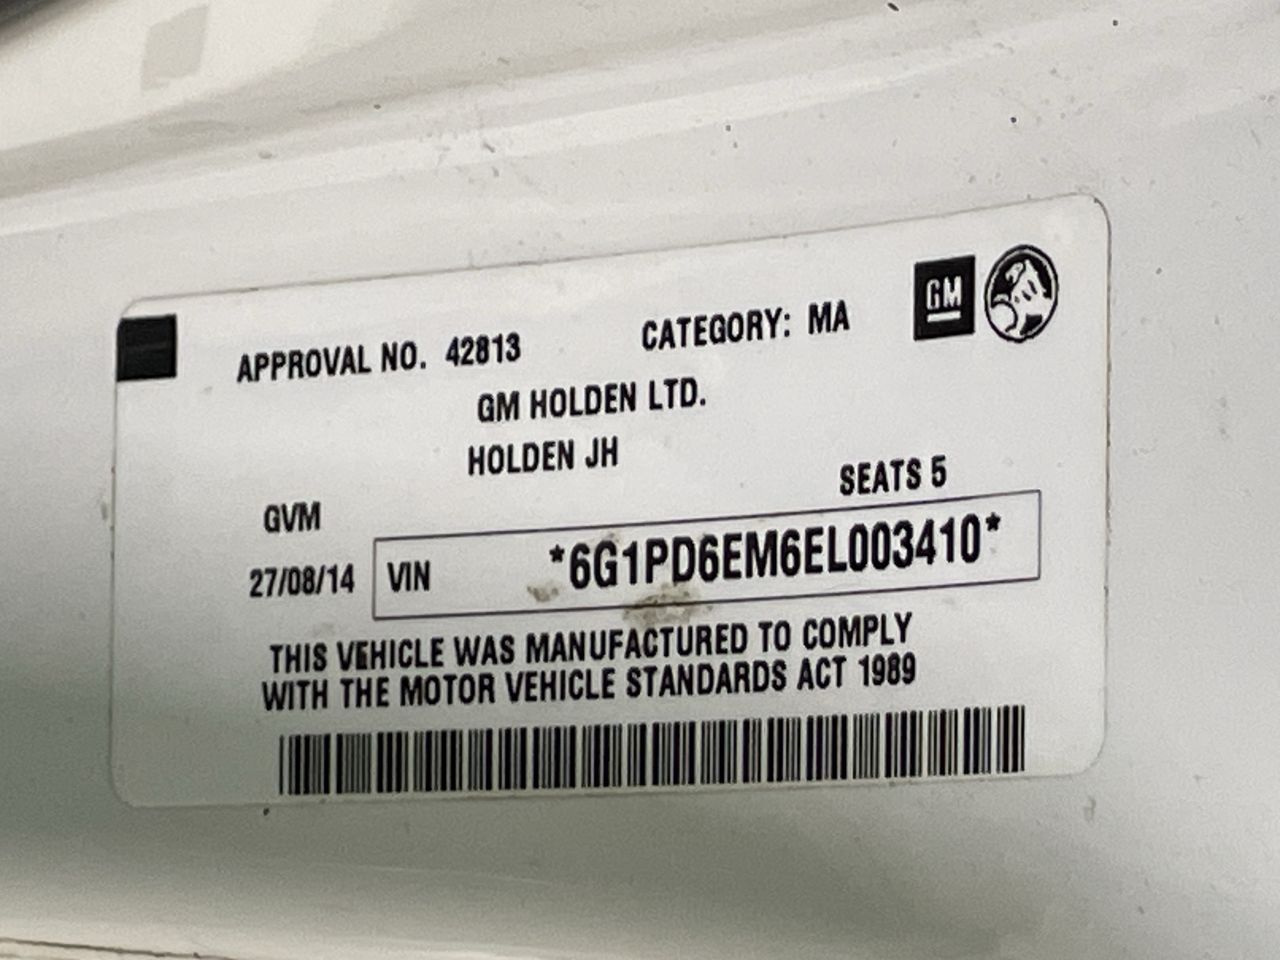 APPROVAL NO. 42813 CATEGORY: MA GM
GM HOLDEN LTD.
HOLDEN JH
SEATS 5
GVM
27/08/14 VIN *6G1PD6EM6EL003410*
THIS VEHICLE WAS MANUFACTURED TO COMPLY
WITH THE MOTOR VEHICLE STANDARDS ACT 1989